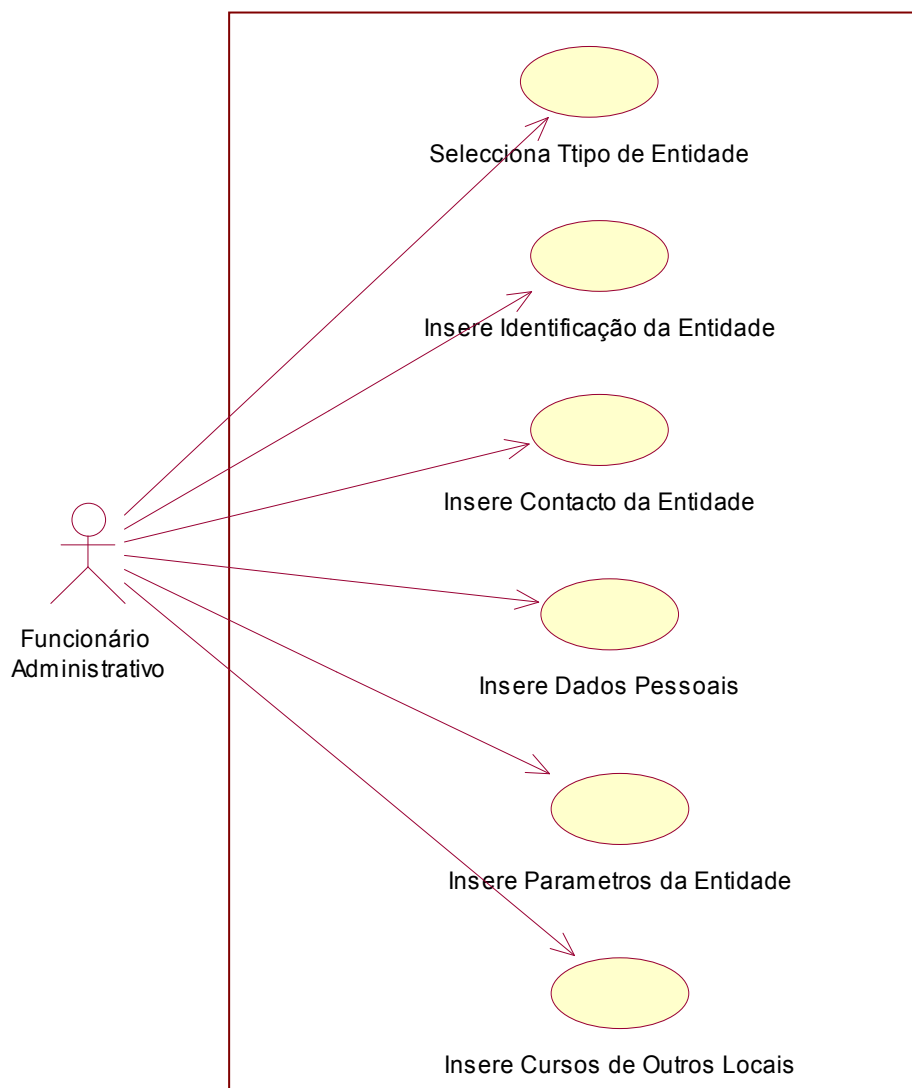 Selecciona Ttipo de Entidade
Insere Identificação da Entidade
Insere Contacto da Entidade
Funcionário
Administrativo
Insere Dados Pessoais
Insere Parametros da Entidade
Insere Cursos de Outros Locais